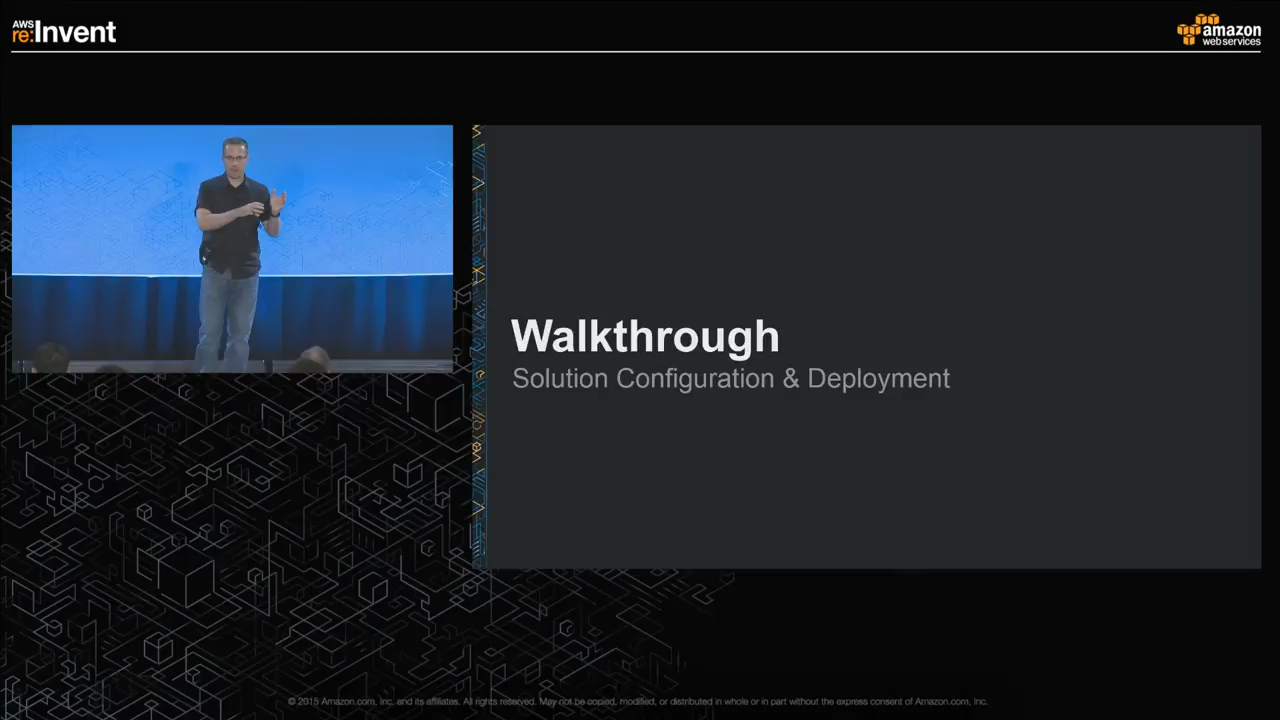 AWS
re:Invent
amazon
webservices
Walkthrough
Solution Configuration & Deployment
© 2015 Amazon.com, Inc. and its affiliates. All rights reserved. May not be copied, modified, or distributed in whole or in part without the express consent of Amazon.com, Inc.